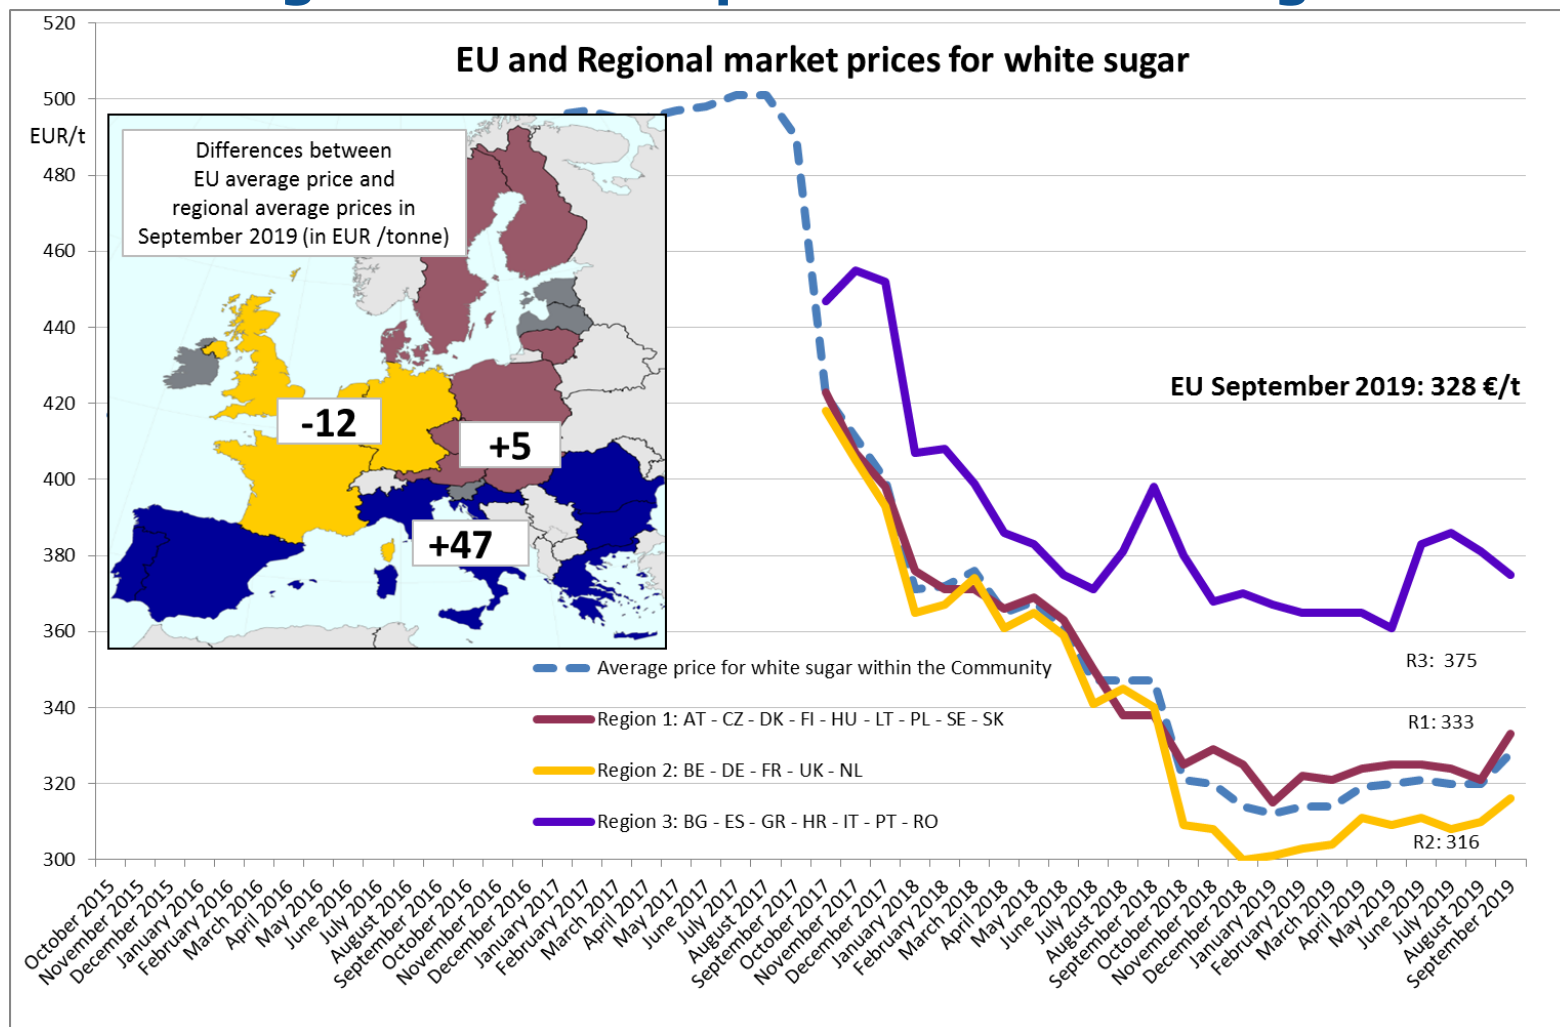 EU and Regional market prices for white sugar
520
500
EUR/t
480
460
440
420
400
380
360
340
320
300
Differences between
EU average price and
regional average prices in
September 2019 (in EUR /tonne)
-12
+5
+47
EU September 2019: 328 €/t
R3: 375
R1: 333
R2: 316
Average price for white sugar within the Community
Region 1: AT - CZ - DK - FI - HU - LT - PL - SE - SK
Region 2: BE - DE - FR - UK - NL
Region 3: BG - ES - GR - HR - IT - PT - RO
October 2015
November 2015
December 2015
January 2016
February 2016
March 2016
April 2016
May 2016
June 2016
July 2016
August 2016
September 2016
October 2016
November 2016
December 2016
January 2017
February 2017
March 2017
April 2017
May 2017
June 2017
July 2017
August 2017
September 2017
October 2017
November 2017
December 2017
January 2018
February 2018
March 2018
April 2018
May 2018
June 2018
July 2018
August 2018
September 2018
October 2018
November 2018
December 2018
January 2019
February 2019
March 2019
April 2019
May 2019
June 2019
July 2019
August 2019
September 2019